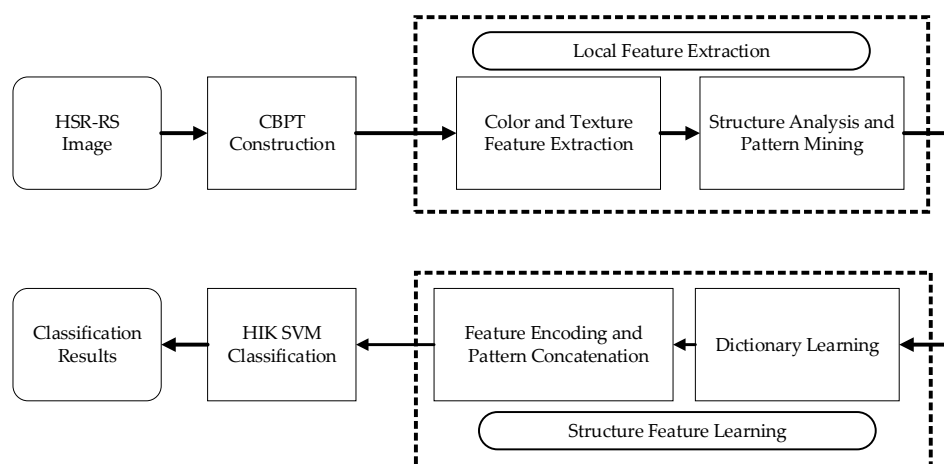 Local Feature Extraction
HSR-RS
Image
CBPT
Construction
Color and Texture
Feature Extraction
Structure Analysis and
Pattern Mining
Classification
Results
HIK SVM
Classification
Feature Encoding and
Pattern Concatenation
Dictionary Learning
Structure Feature Learning